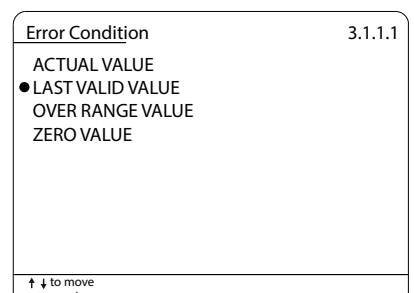 Error Condition 3.1.1.1
ACTUAL VALUE
LAST VALID VALUE
OVER RANGE VALUE
ZERO VALUE
↑ ↓ to move